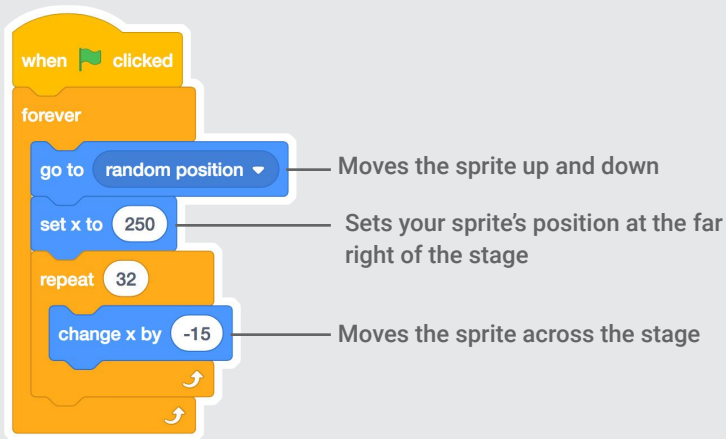 when clicked
forever
go to random position
Moves the sprite up and down
set x to 250
Sets your sprite's position at the far
right of the stage
repeat 32
change x by -15
Moves the sprite across the stage